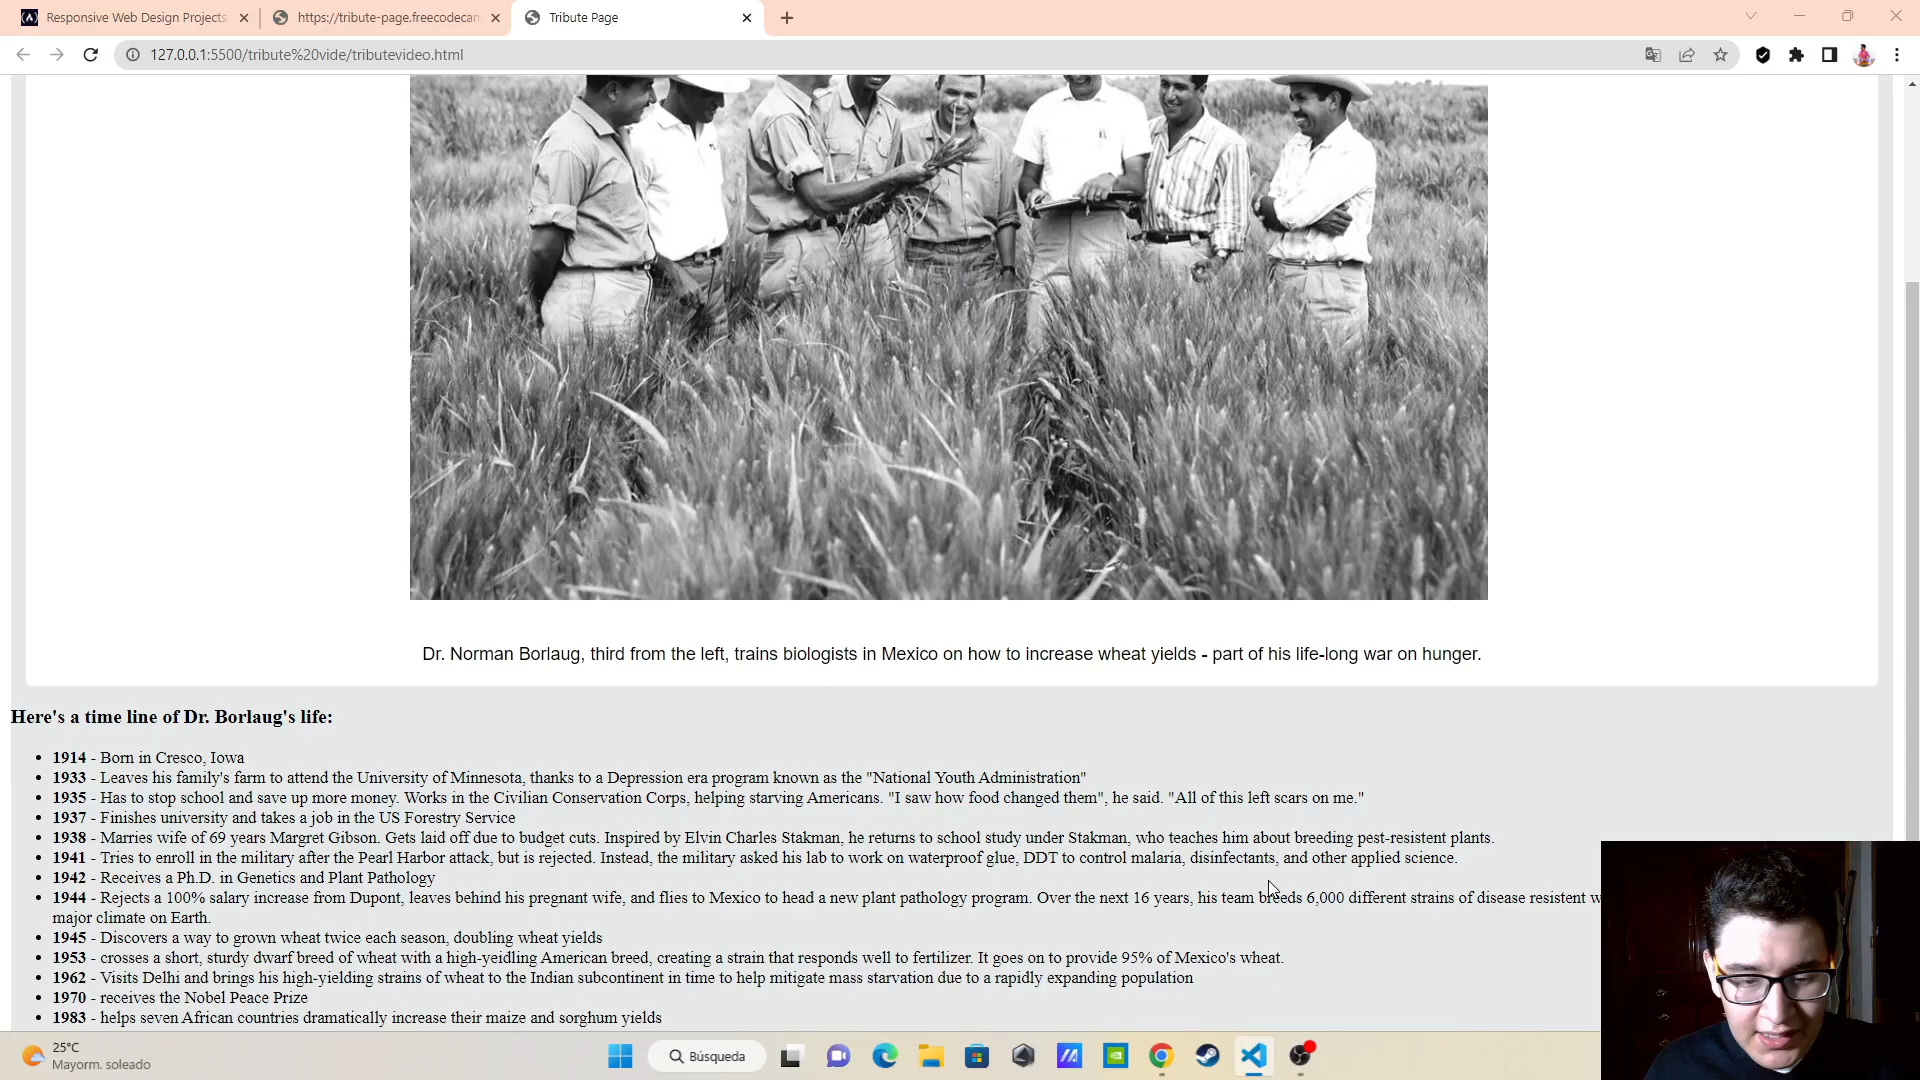 Responsive Web Design Projects
https://tribute-page.freecodecam
Tribute Page
127.0.0.1:5500/tribute%20vide/tributevideo.html
Dr. Norman Borlaug, third from the left, trains biologists in Mexico on how to increase wheat yields - part of his life-long war on hunger.
Here's a time line of Dr. Borlaug's life:
1914 - Born in Cresco, Iowa
1933 - Leaves his family's farm to attend the University of Minnesota, thanks to a Depression era program known as the "National Youth Administration"
1935 - Has to stop school and save up more money. Works in the Civilian Conservation Corps, helping starving Americans. "I saw how food changed them", he said. "All of this left scars on me."
1937 - Finishes university and takes a job in the US Forestry Service
1938 - Marries wife of 69 years Margret Gibson. Gets laid off due to budget cuts. Inspired by Elvin Charles Stakman, he returns to school study under Stakman, who teaches him about breeding pest-resistent plants.
1941 - Tries to enroll in the military after the Pearl Harbor attack, but is rejected. Instead, the military asked his lab to work on waterproof glue, DDT to control malaria, disinfectants, and other applied science.
1942 - Receives a Ph.D. in Genetics and Plant Pathology
1944 - Rejects a 100% salary increase from Dupont, leaves behind his pregnant wife, and flies to Mexico to head a new plant pathology program. Over the next 16 years, his team breeds 6,000 different strains of disease resistent w
major climate on Earth.
1945 - Discovers a way to grown wheat twice each season, doubling wheat yields
1953 - crosses a short, sturdy dwarf breed of wheat with a high-yeidling American breed, creating a strain that responds well to fertilizer. It goes on to provide 95% of Mexico's wheat.
1962 - Visits Delhi and brings his high-yielding strains of wheat to the Indian subcontinent in time to help mitigate mass starvation due to a rapidly expanding population
1970 - receives the Nobel Peace Prize
1983 - helps seven African countries dramatically increase their maize and sorghum yields
25°C
Mayorm. soleado
Búsqueda